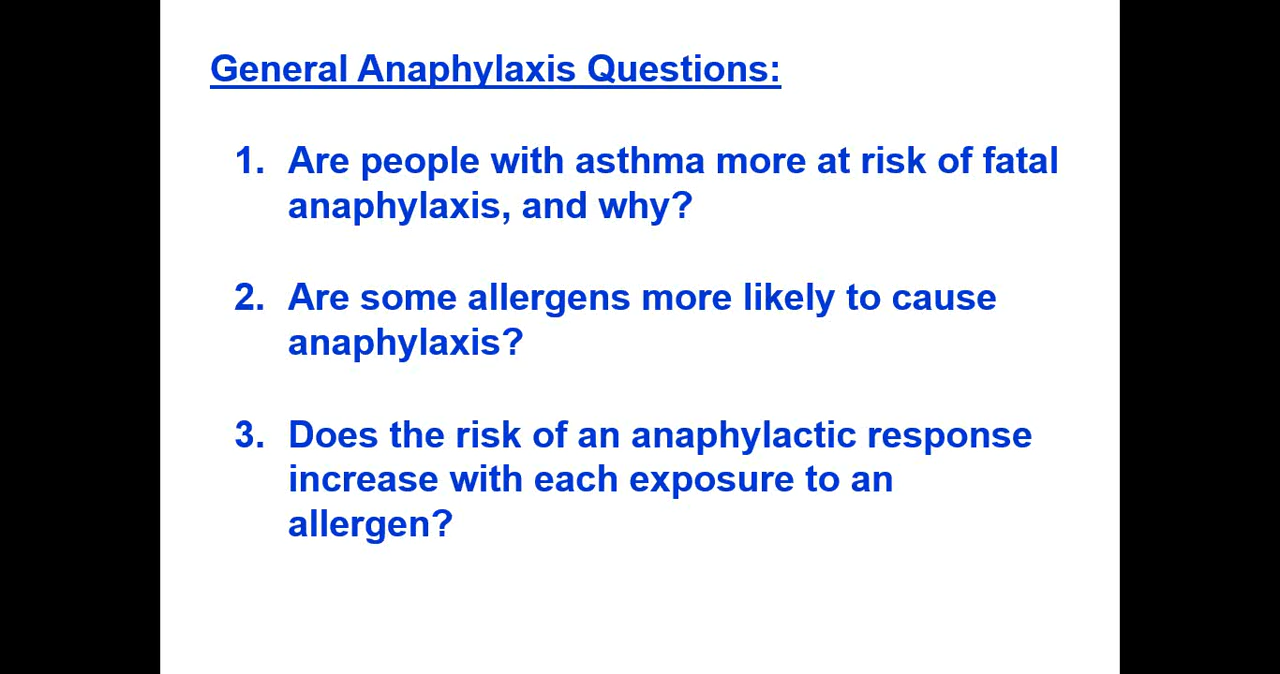 General Anaphylaxis Questions:
1. Are people with asthma more at risk of fatal
anaphylaxis, and why?
2. Are some allergens more likely to cause
anaphylaxis?
3. Does the risk of an anaphylactic response
increase with each exposure to an
allergen?